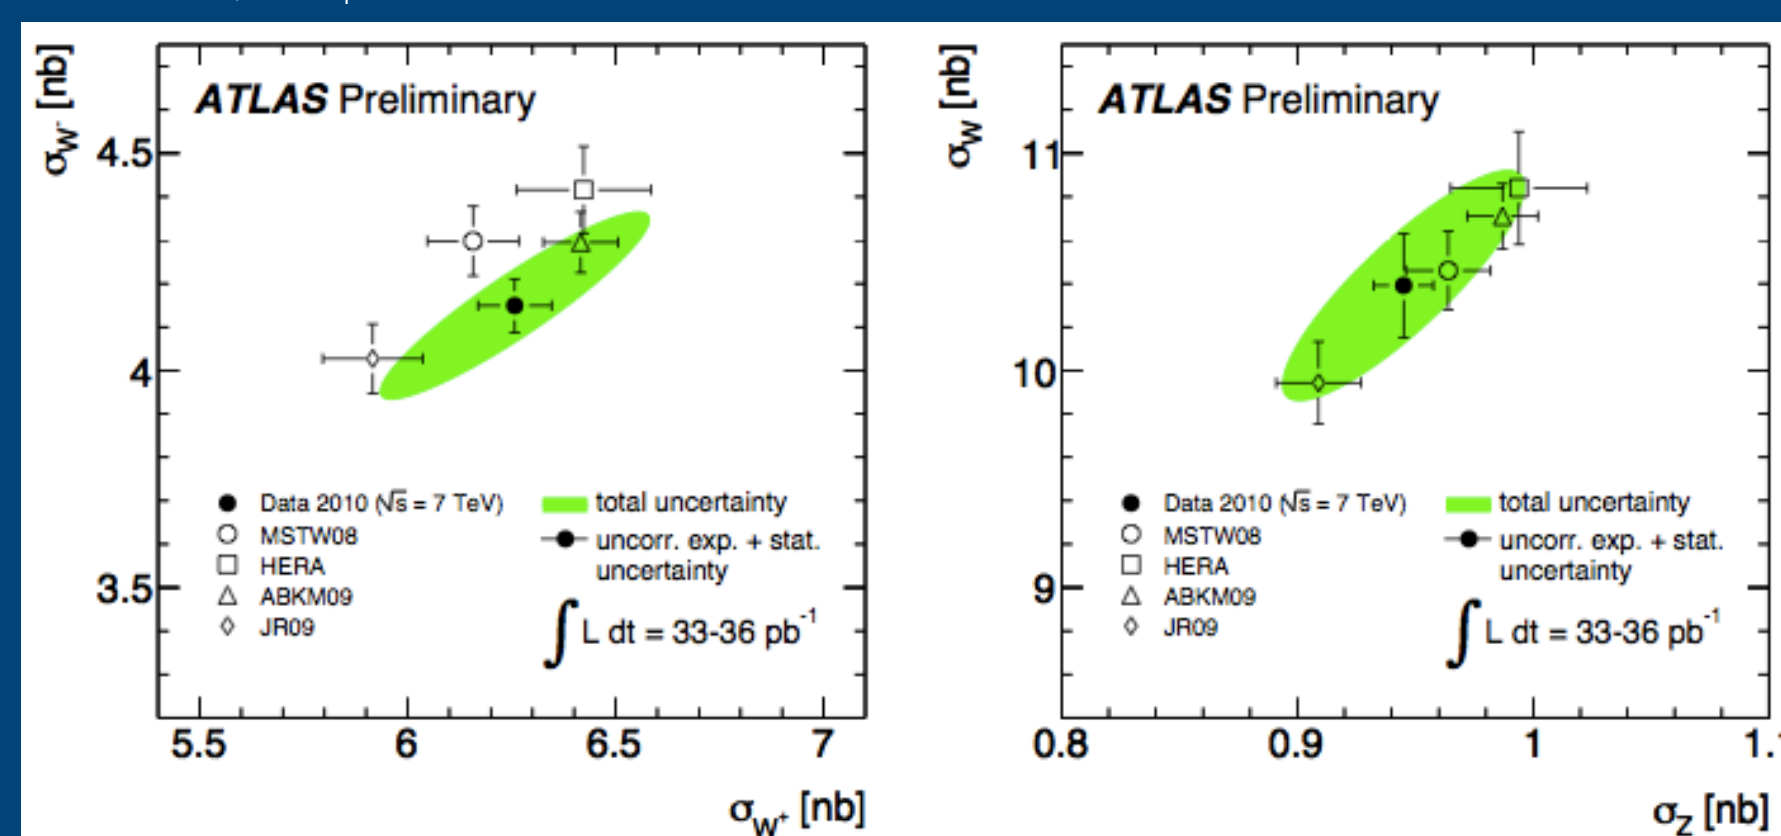 ATLAS Preliminary
σW- [nb]
4.5
4
3.5
Data 2010 (√s = 7 TeV)
MSTW08
HERA
ABKM09
JR09
total uncertainty
uncorr. exp. + stat.
uncertainty
∫ L dt = 33-36 pb-1
5.5 6 6.5 7
σW+ [nb]
ATLAS Preliminary
σW [nb]
11
10
9
Data 2010 (√s = 7 TeV)
MSTW08
HERA
ABKM09
JR09
total uncertainty
uncorr. exp. + stat.
uncertainty
∫ L dt = 33-36 pb-1
0.8 0.9 1 1.1
σZ [nb]